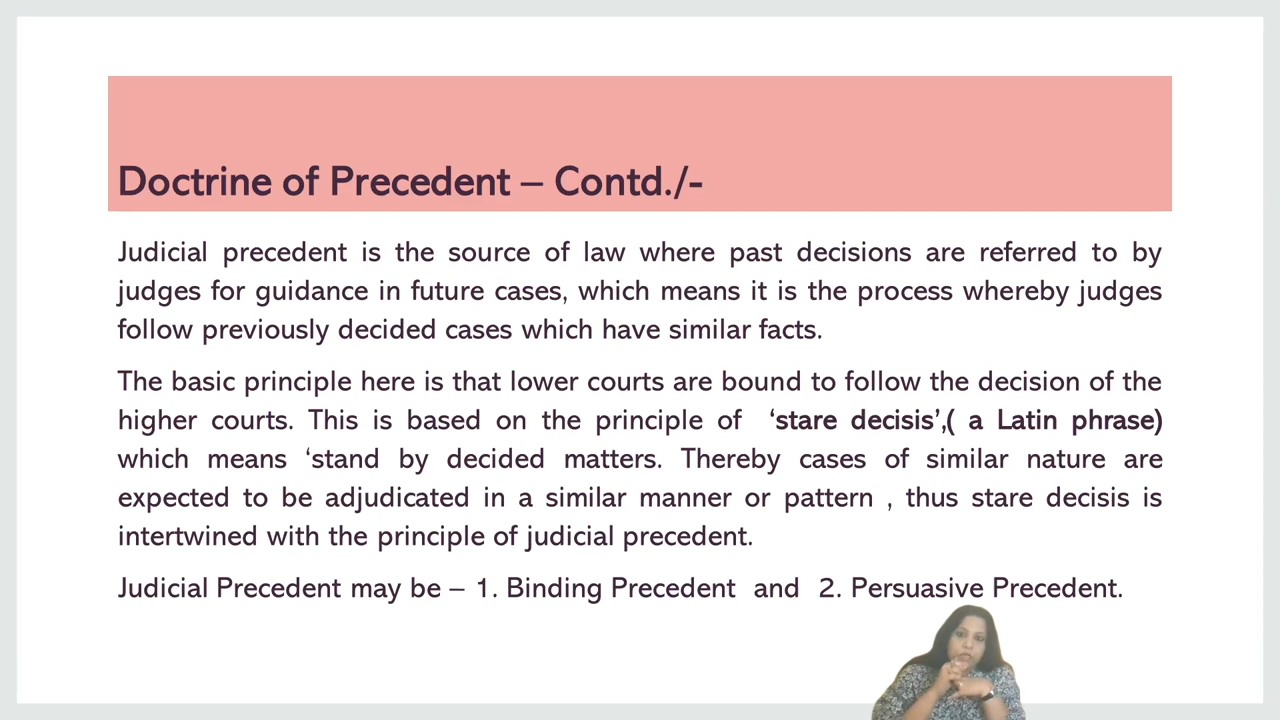 Doctrine of Precedent – Contd./-
Judicial precedent is the source of law where past decisions are referred to by
judges for guidance in future cases, which means it is the process whereby judges
follow previously decided cases which have similar facts.
The basic principle here is that lower courts are bound to follow the decision of the
higher courts. This is based on the principle of ‘stare decisis’,( a Latin phrase)
which means ‘stand by decided matters. Thereby cases of similar nature are
expected to be adjudicated in a similar manner or pattern , thus stare decisis is
intertwined with the principle of judicial precedent.
Judicial Precedent may be – 1. Binding Precedent and 2. Persuasive Precedent.